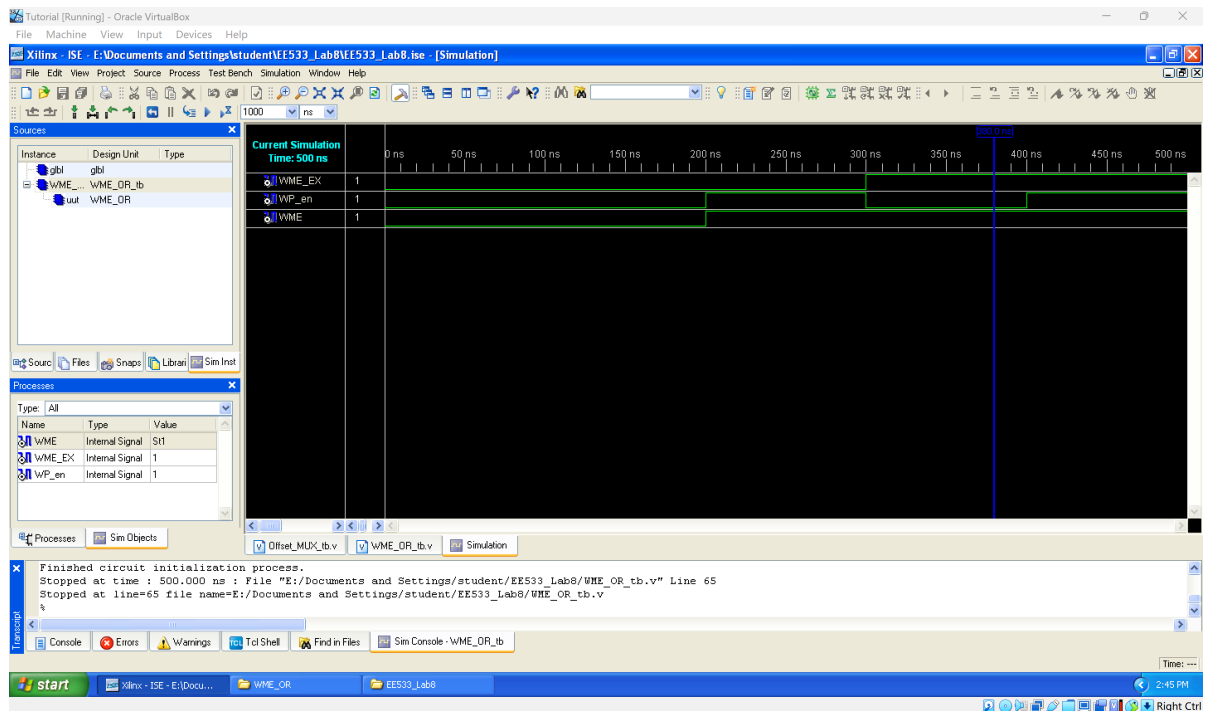 Tutorial [Running] - Oracle VirtualBox
File Machine View Input Devices Help
Xilinx - ISE - E:\Documents and Settings\student\EE533_Lab8\EE533_Lab8.ise - [Simulation]
File Edit View Project Source Process Test Bench Simulation Window Help
1000 ns
Sources
Instance Design Unit Type
glbl glbl
WME_... WME_OR_tb
uut WME_OR
Sourc Files Snaps Librari Sim Inst
Processes
Type: All
Name Type Value
WME Internal Signal St1
WME_EX Internal Signal 1
WP_en Internal Signal 1
Processes Sim Objects
Current Simulation
Time: 500 ns
380.0 ns
0 ns 50 ns 100 ns 150 ns 200 ns 250 ns 300 ns 350 ns 400 ns 450 ns 500 ns
WME_EX 1
WP_en 1
WME 1
Offset_MUX_tb.v WME_OR_tb.v Simulation
Finished circuit initialization process.
Stopped at time : 500.000 ns : File "E:/Documents and Settings/student/EE533_Lab8/WME_OR_tb.v" Line 65
Stopped at line=65 file name=E:/Documents and Settings/student/EE533_Lab8/WME_OR_tb.v
%
Transcript
Console Errors Warnings TCL Tcl Shell Find in Files Sim Console - WME_OR_tb
Time: ---
start Xilinx - ISE - E:\Docu... WME_OR EE533_Lab8 2:45 PM
Right Ctrl